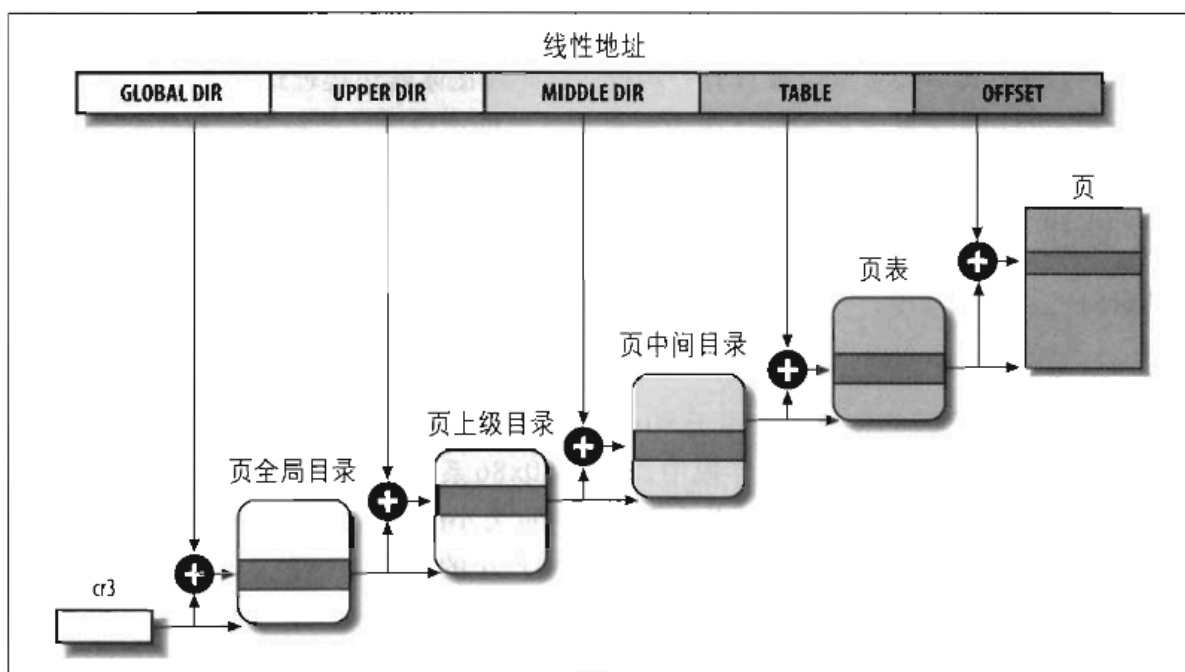 线性地址
GLOBAL DIR UPPER DIR MIDDLE DIR TABLE OFFSET
页
页表
页中间目录
页上级目录
页全局目录
cr3